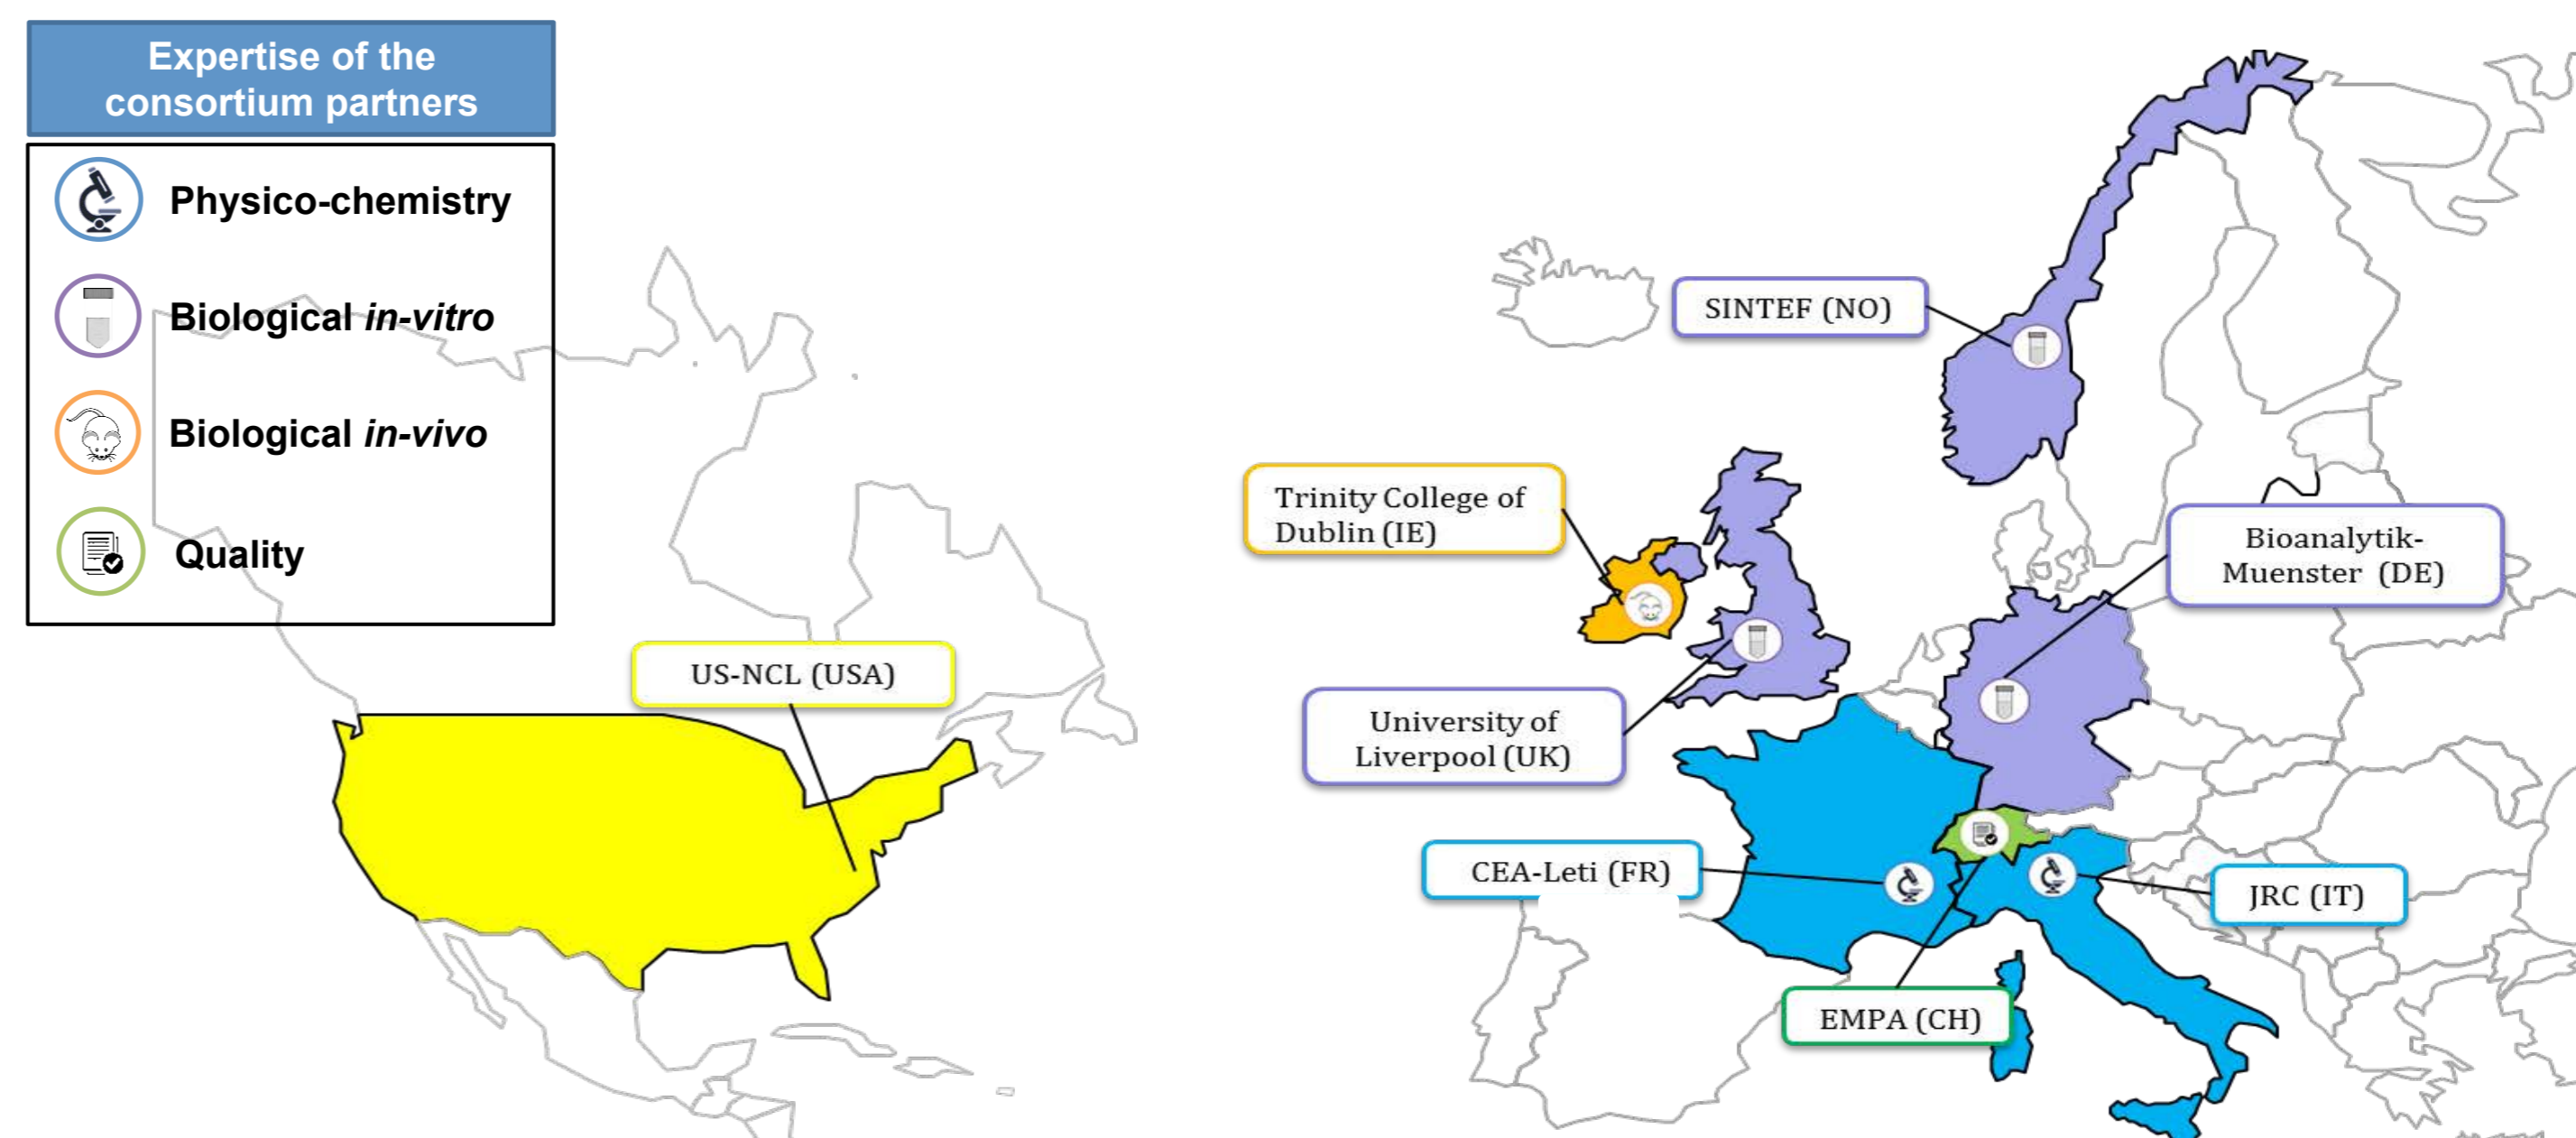 Expertise of the
consortium partners
Physico-chemistry
Biological in-vitro
Biological in-vivo
Quality
US-NCL (USA)
SINTEF (NO)
Trinity College of
Dublin (IE)
Bioanalytik-
Muenster (DE)
University of
Liverpool (UK)
CEA-Leti (FR)
JRC (IT)
EMPA (CH)